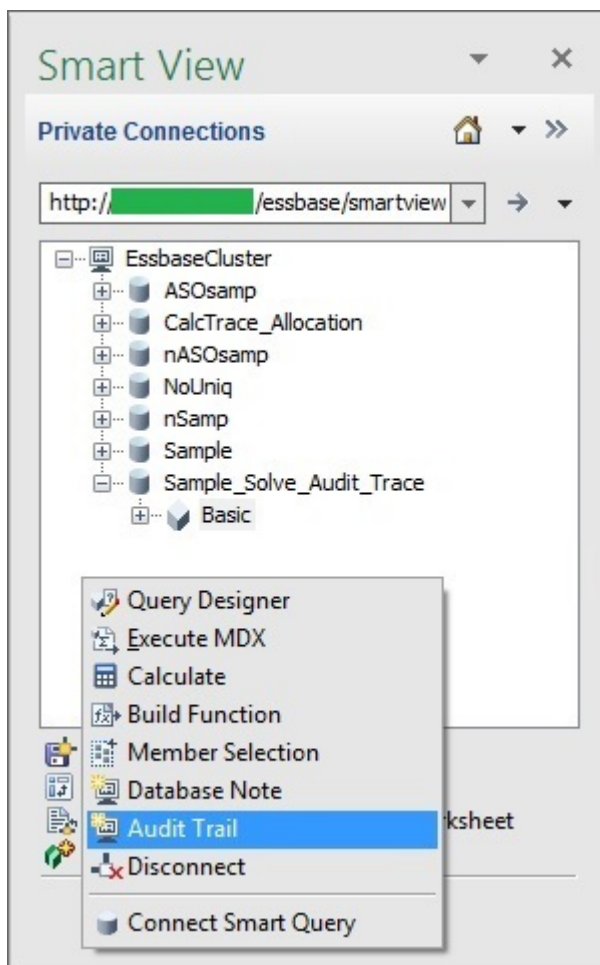 Smart View
Private Connections
http:// /essbase/smartview
EssbaseCluster
ASOsamp
CalcTrace_Allocation
nASOsamp
NoUniq
nSamp
Sample
Sample_Solve_Audit_Trace
Basic
Query Designer
Execute MDX
Calculate
Build Function
Member Selection
Database Note
Audit Trail
ksheet
Disconnect
Connect Smart Query